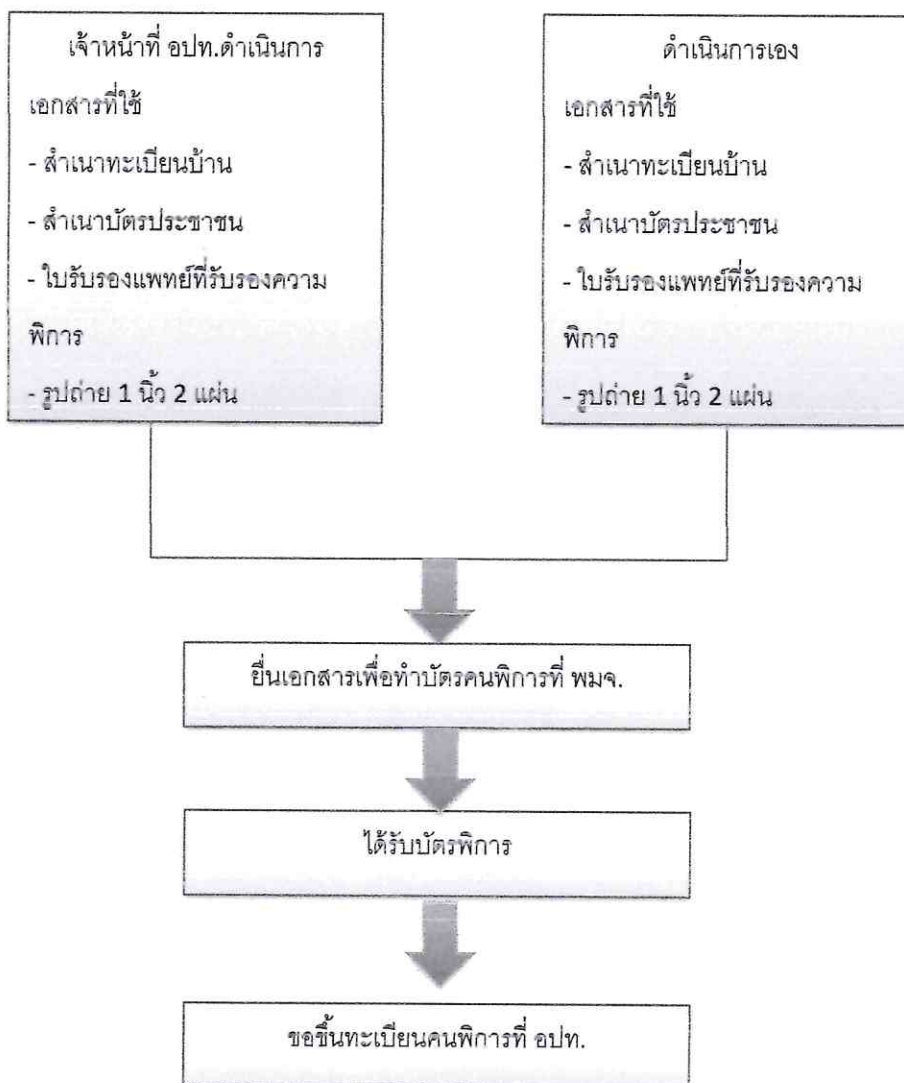 เจ้าหน้าที่ อปท.ดำเนินการ
เอกสารที่ใช้
- สำเนาทะเบียนบ้าน
- สำเนาบัตรประชาชน
- ใบรับรองแพทย์ที่รับรองความ
พิการ
- รูปถ่าย 1 นิ้ว 2 แผ่น
ดำเนินการเอง
เอกสารที่ใช้
- สำเนาทะเบียนบ้าน
- สำเนาบัตรประชาชน
- ใบรับรองแพทย์ที่รับรองความ
พิการ
- รูปถ่าย 1 นิ้ว 2 แผ่น
ยื่นเอกสารเพื่อทำบัตรคนพิการที่ พมจ.
ได้รับบัตรพิการ
ขอขึ้นทะเบียนคนพิการที่ อปท.